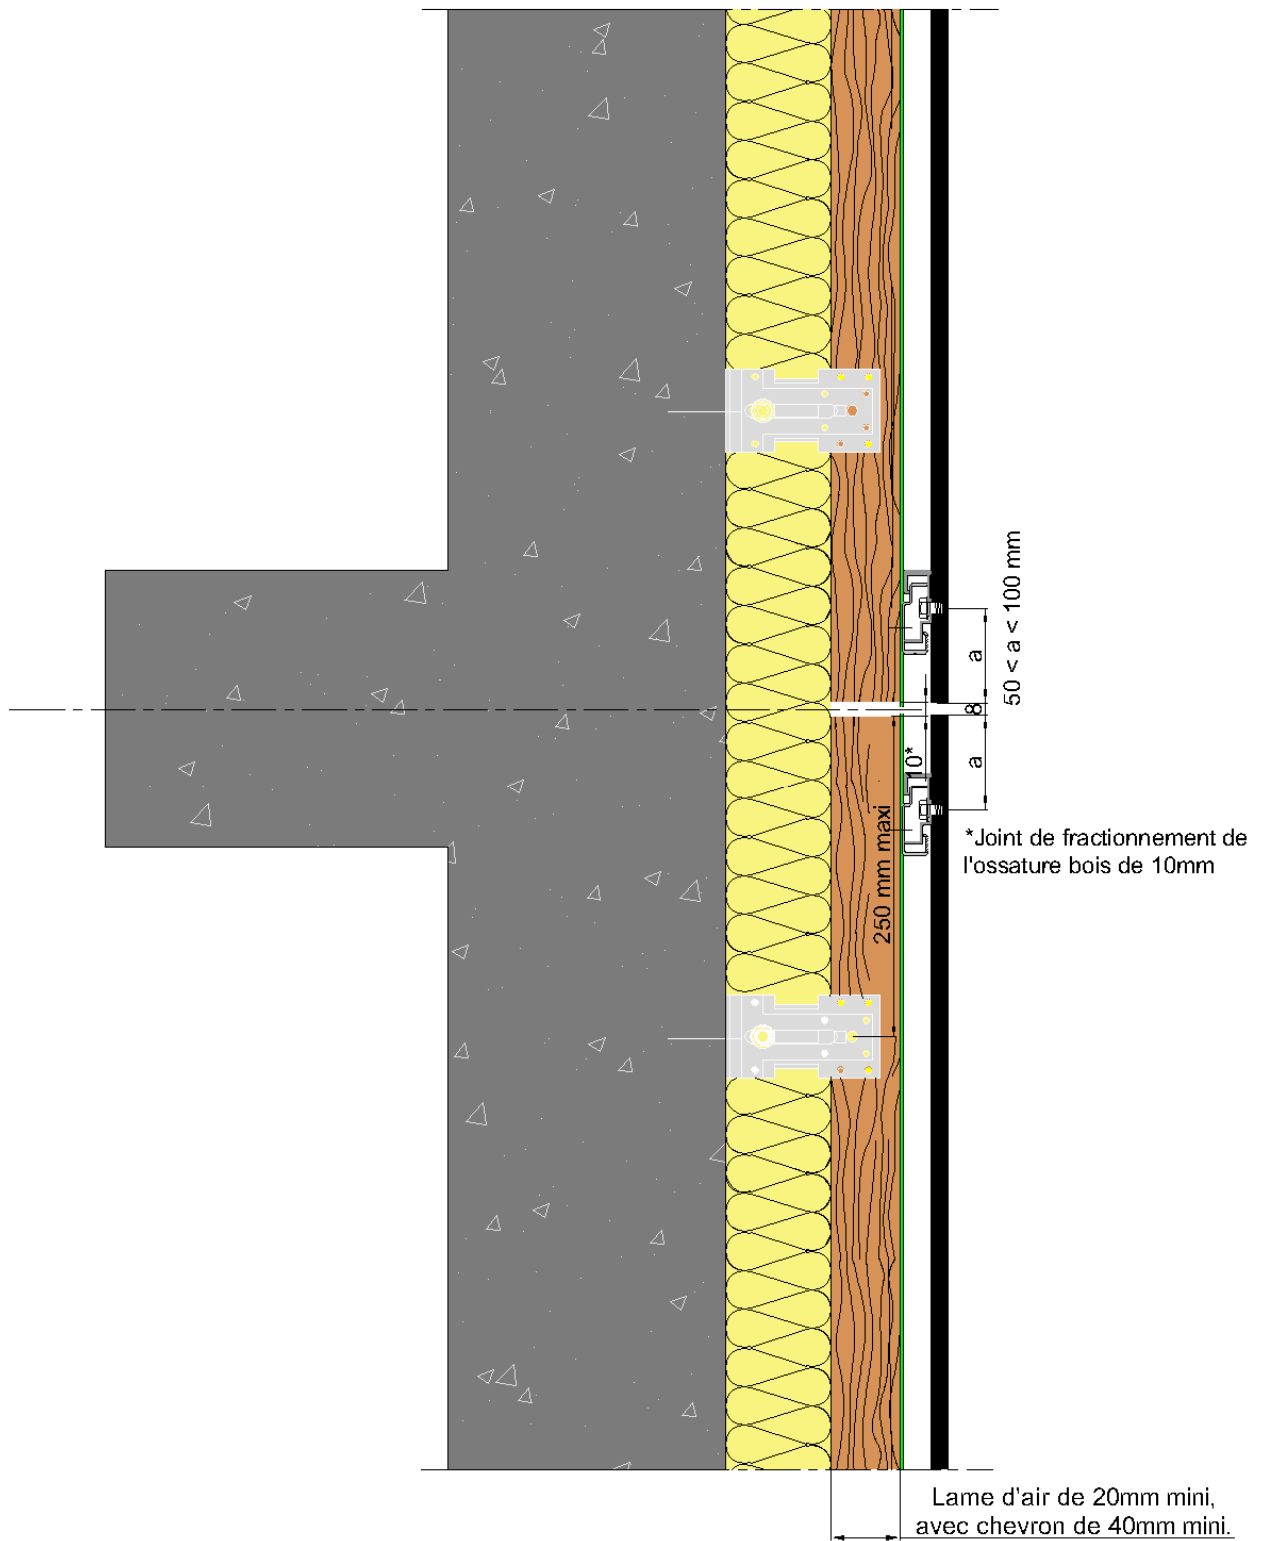 50 < a < 100 mm
a
8
a
10*
250 mm maxi
*Joint de fractionnement de
l'ossature bois de 10mm
Lame d'air de 20mm mini,
avec chevron de 40mm mini.